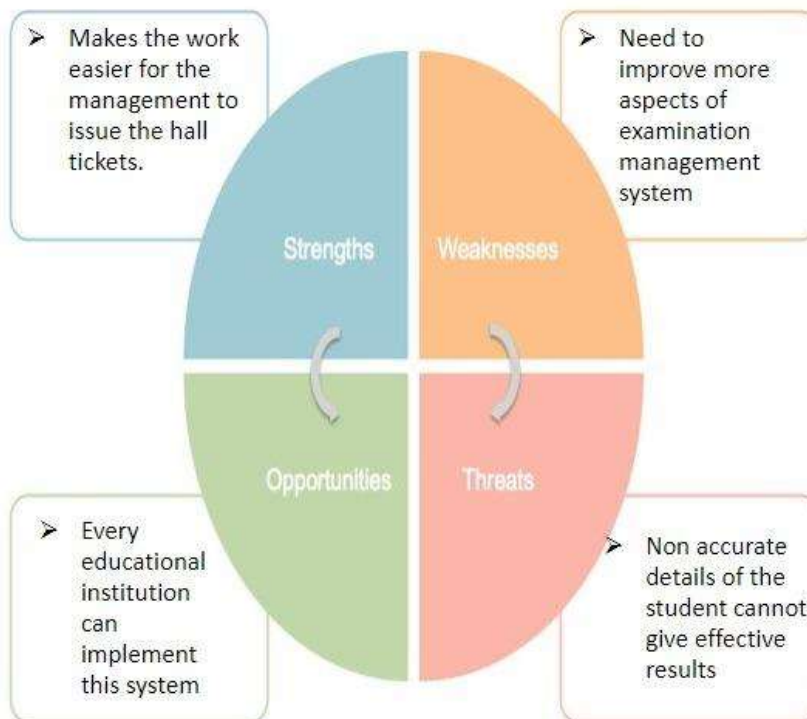 ➢ Makes the work
easier for the
management to
issue the hall
tickets.
➢ Need to
improve more
aspects of
examination
management
system
Strengths
Weaknesses
Opportunities
Threats
➢ Every
educational
institution
can
implement
this system
➢ Non accurate
details of the
student cannot
give effective
results